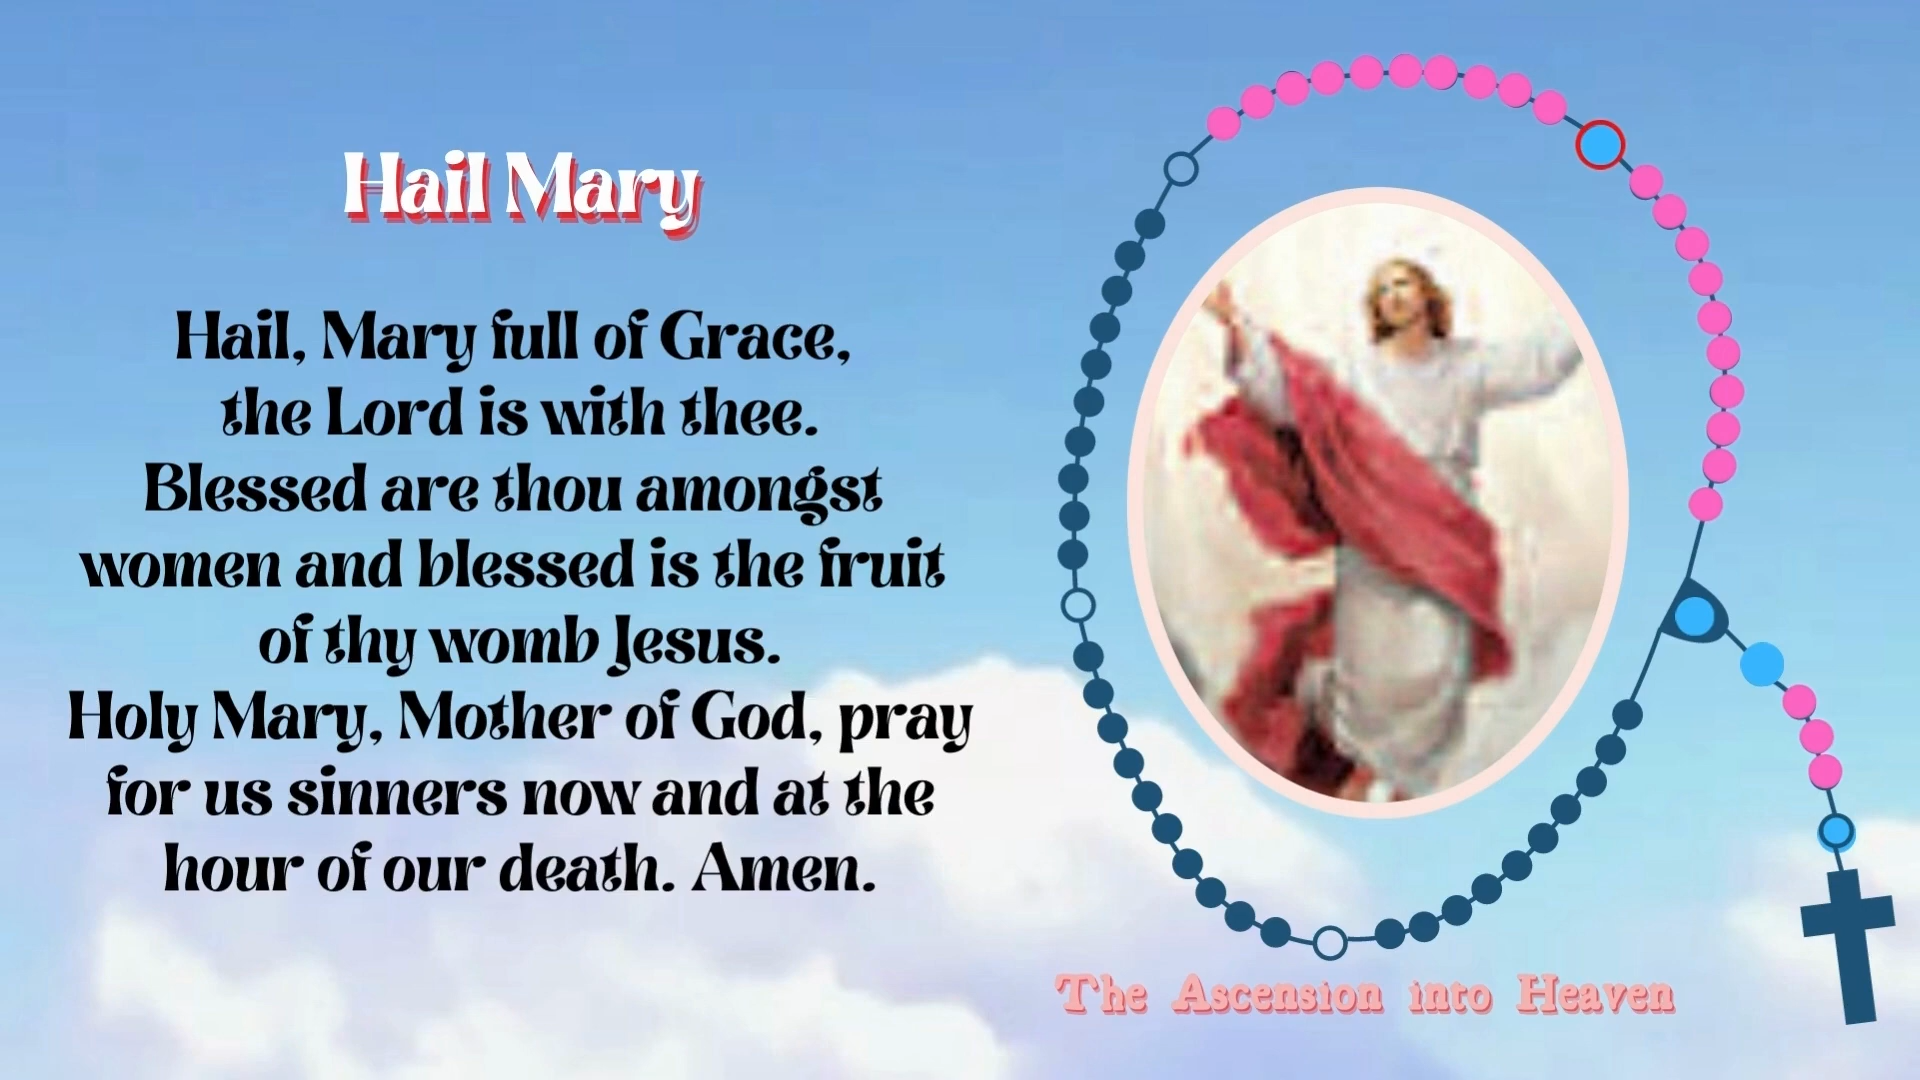 Hail Mary
Hail, Mary full of Grace,
the Lord is with thee.
Blessed are thou amongst
women and blessed is the fruit
of thy womb Jesus.
Holy Mary, Mother of God, pray
for us sinners now and at the
hour of our death. Amen.
The Ascension into Heaven